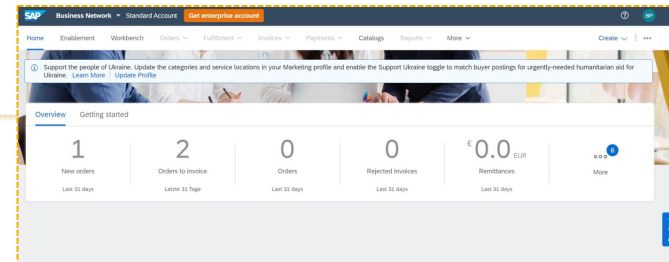 SAP Business Network Standard Account Get enterprise account ? BP
Home Enablement Workbench Orders Fulfillment Invoices Payments Catalogs Reports More Create
Support the people of Ukraine. Update the categories and service locations in your Marketing profile and enable the Support Ukraine toggle to match buyer postings for urgently-needed humanitarian aid for
Ukraine. Learn More | Update Profile
Overview Getting started
1 2 0 0 € 0.0 EUR 6
New orders Orders to invoice Orders Rejected invoices Remittances More
Last 31 days Letzte 31 Tage Last 31 days Last 31 days Last 31 days